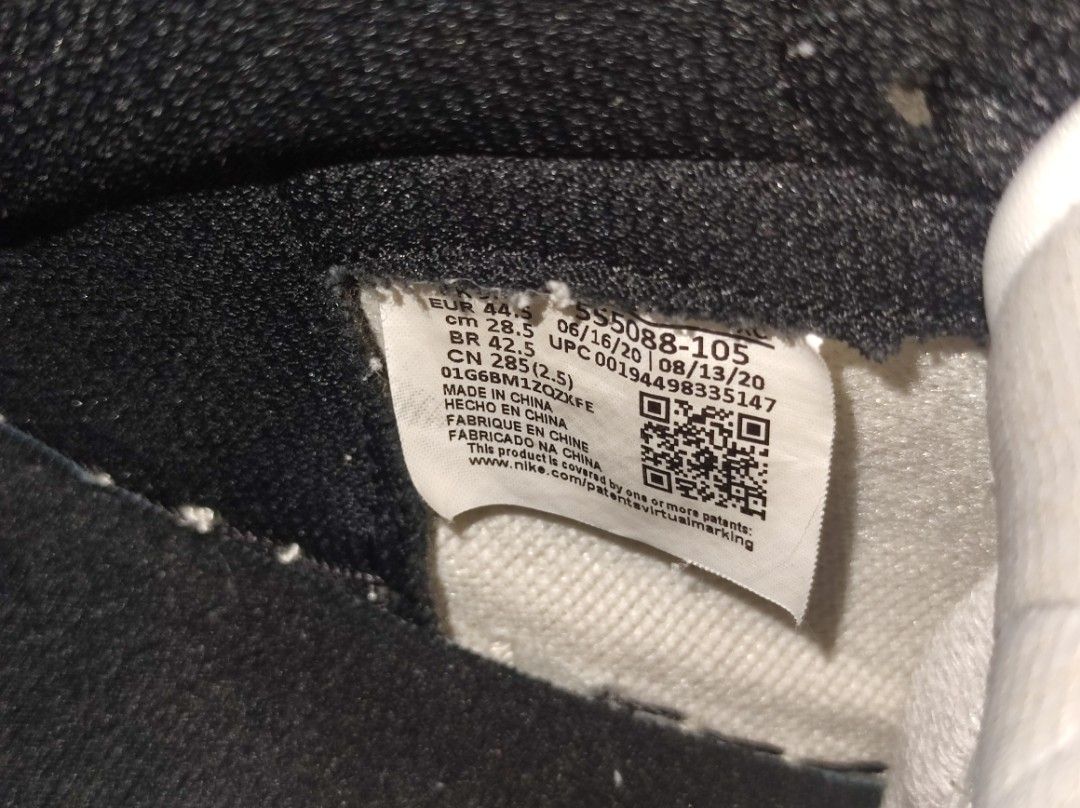 EUR 44.5
cm 28.5
BR 42.5
CN 285(2.5)
01G6BM1ZQZXFE
555088-105
06/16/20 | 08/13/20
UPC 00194498335147
MADE IN CHINA
HECHO EN CHINA
FABRIQUE EN CHINE
FABRICADO NA CHINA
This product is covered by one or more patents:
www.nike.com/patentsvirtualmarking